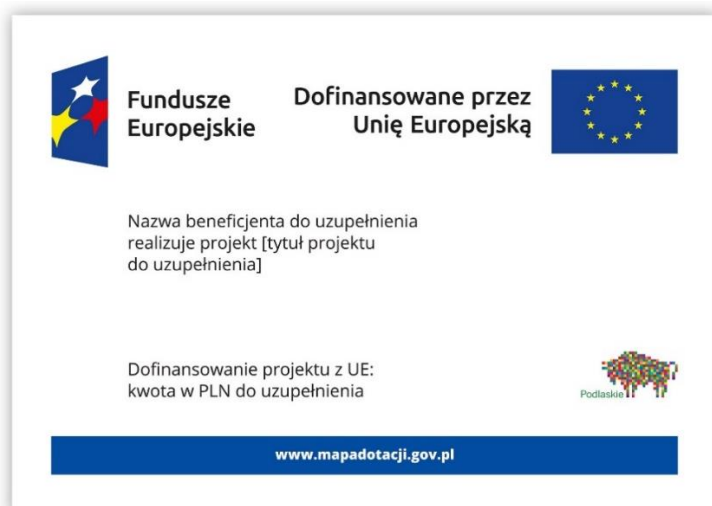 Fundusze
Europejskie
Dofinansowane przez
Unię Europejską
Nazwa beneficjenta do uzupełnienia
realizuje projekt [tytuł projektu
do uzupełnienia]
Dofinansowanie projektu z UE:
kwota w PLN do uzupełnienia
Podlaskie
www.mapadotacji.gov.pl